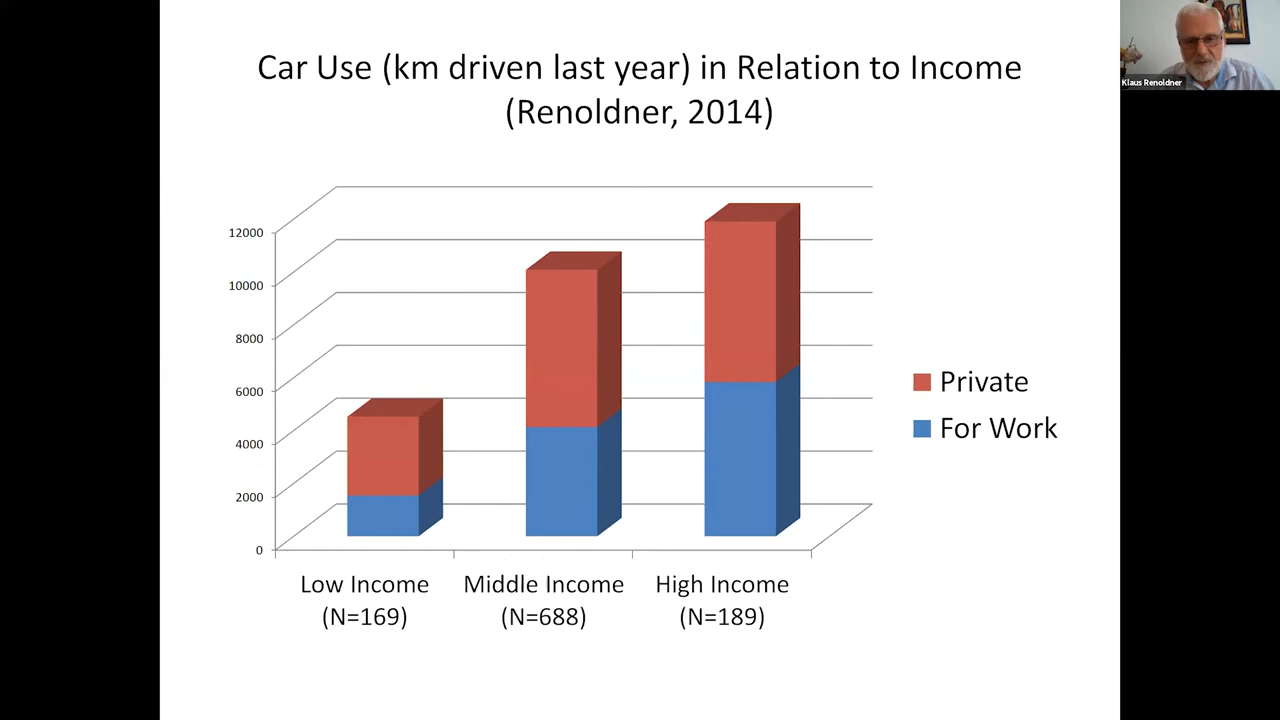 Car Use (km driven last year) in Relation to Income
(Renoldner, 2014)
Klaus Renoldner
12000
10000
8000
6000
4000
2000
0
Private
For Work
Low Income
(N=169)
Middle Income
(N=688)
High Income
(N=189)